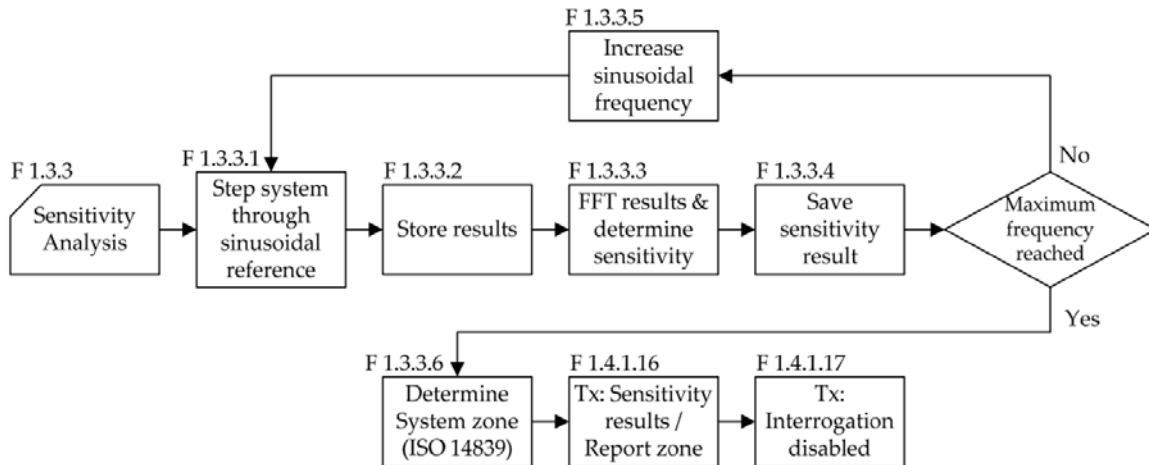 F 1.3.3.5
Increase
sinusoidal
frequency
No
F 1.3.3
Sensitivity
Analysis
F 1.3.3.1
Step system
through
sinusoidal
reference
F 1.3.3.2
Store results
F 1.3.3.3
FFT results &
determine
sensitivity
F 1.3.3.4
Save
sensitivity
result
Maximum
frequency
reached
Yes
F 1.3.3.6
Determine
System zone
(ISO 14839)
F 1.4.1.16
Tx: Sensitivity
results /
Report zone
F 1.4.1.17
Tx:
Interrogation
disabled